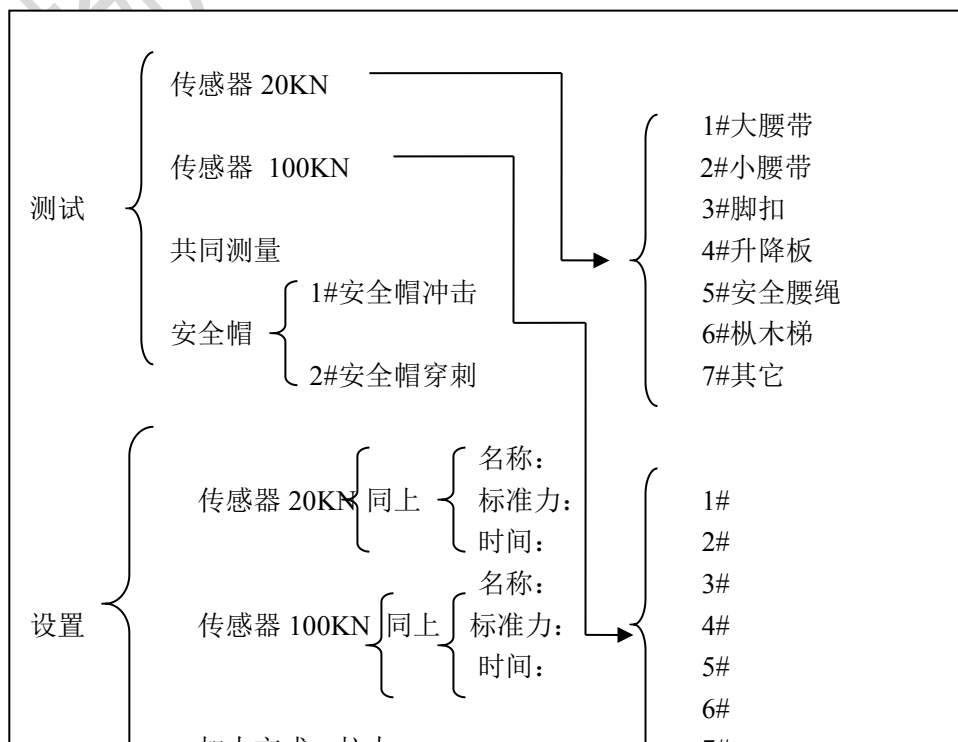 传感器 20KN
1#大腰带
传感器 100KN
2#小腰带
测试
3#脚扣
共同测量
4#升降板
1#安全帽冲击
5#安全腰绳
安全帽
6#枞木梯
2#安全帽穿刺
7#其它
名称：
传感器 20KN 同上 标准力：
1#
时间：
2#
名称：
3#
设置
传感器 100KN 同上 标准力：
4#
时间：
5#
6#